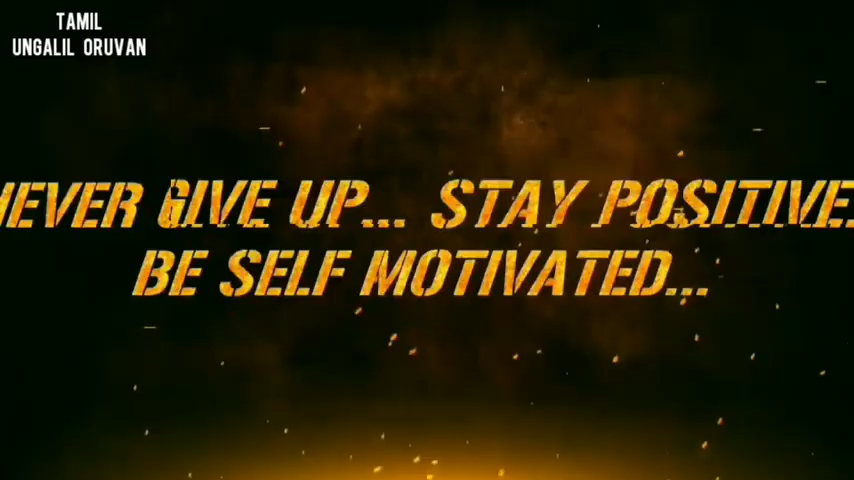 TAMIL
UNGALIL ORUVAN
NEVER GIVE UP... STAY POSITIVE.
BE SELF MOTIVATED...